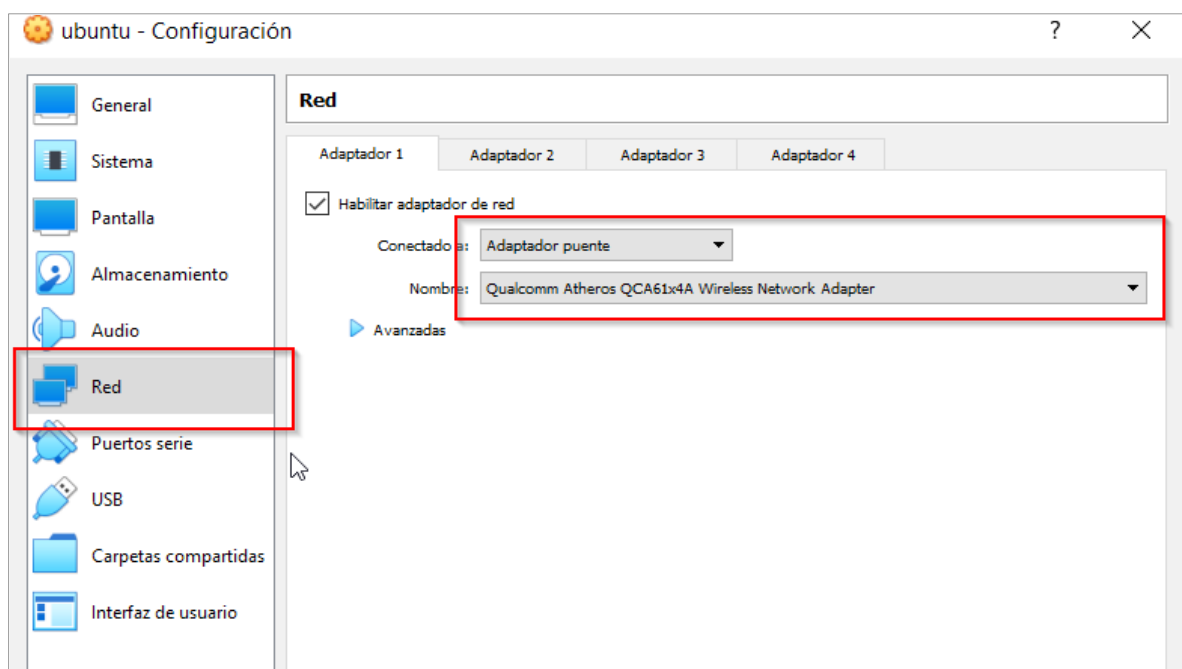 ubuntu - Configuración
?
General
Sistema
Pantalla
Almacenamiento
Audio
Red
Puertos serie
USB
Carpetas compartidas
Interfaz de usuario
Red
Adaptador 1
Adaptador 2
Adaptador 3
Adaptador 4
Habilitar adaptador de red
Conectado a: Adaptador puente
Nombre: Qualcomm Atheros QCA61x4A Wireless Network Adapter
Avanzadas